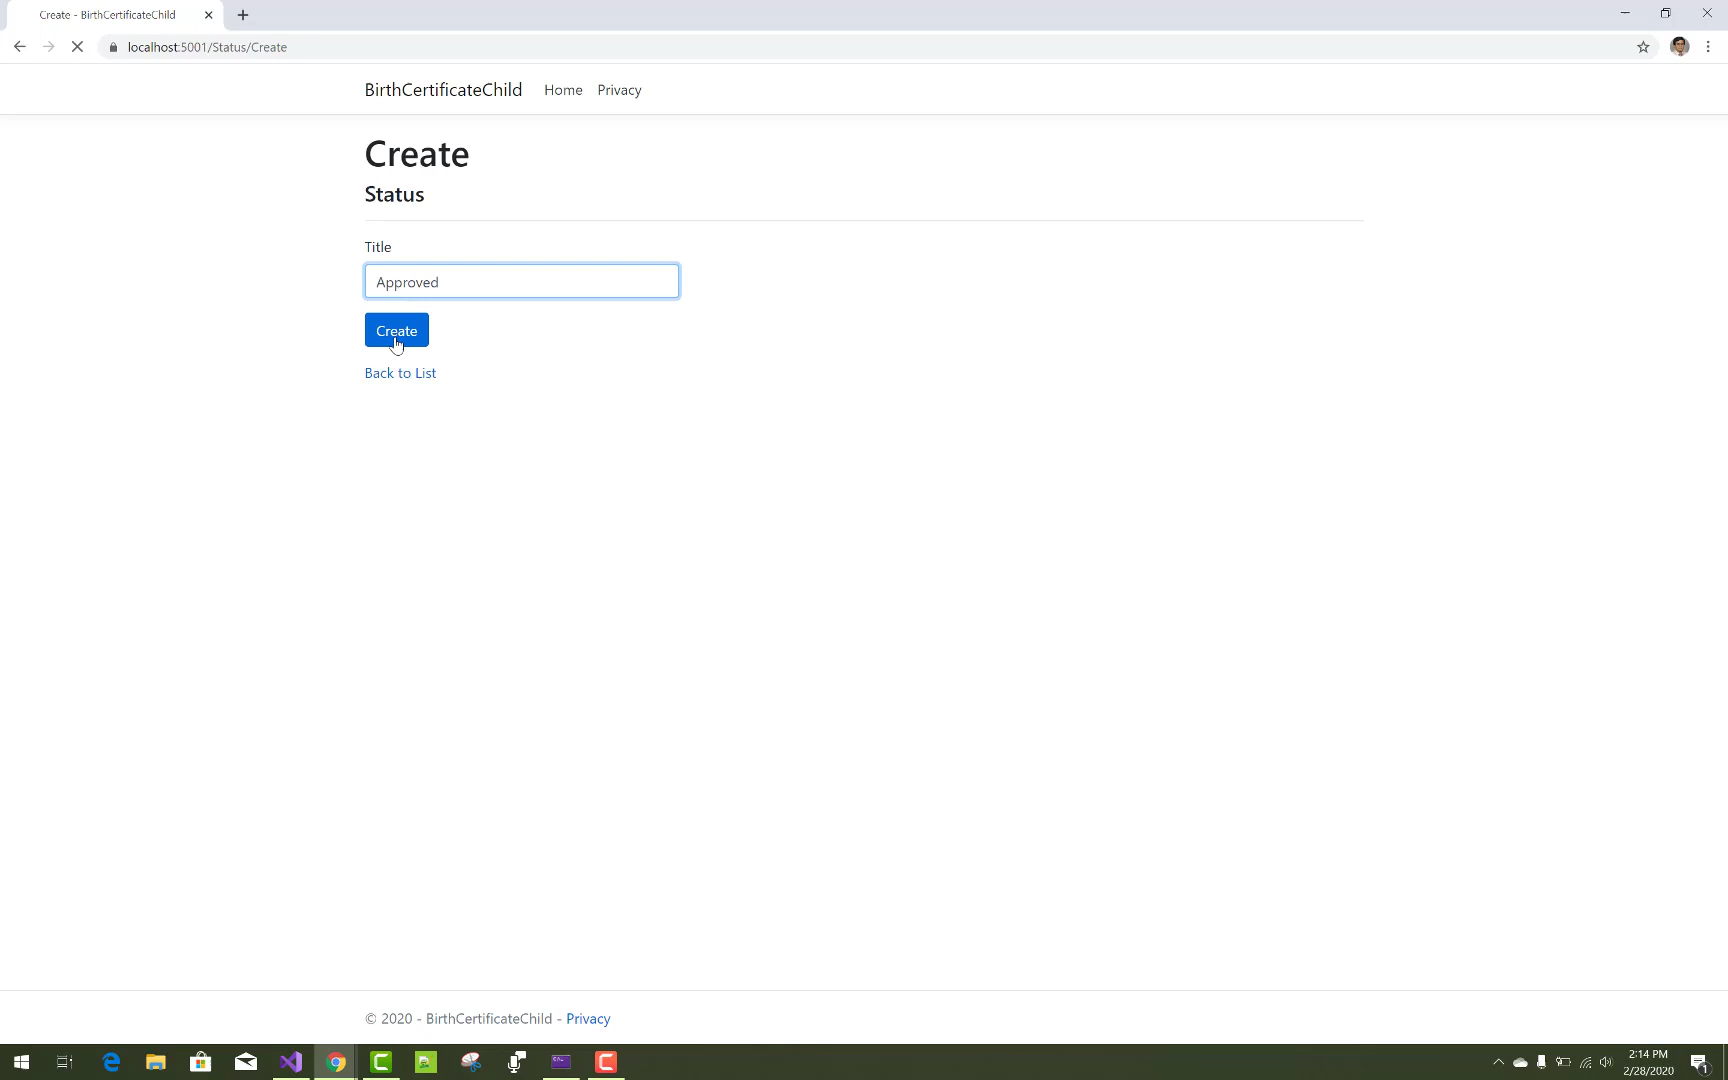 Create - BirthCertificateChild
localhost:5001/Status/Create
BirthCertificateChild Home Privacy
Create
Status
Title
Approved
Create
Back to List
© 2020 - BirthCertificateChild - Privacy
2:14 PM
2/28/2020
1